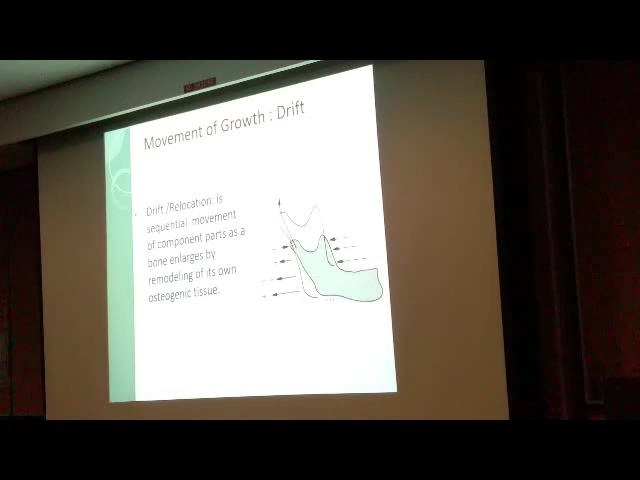 Movement of Growth : Drift
Drift /Relocation: is
sequential movement
of component parts as a
bone enlarges by
remodeling of its own
osteogenic tissue.